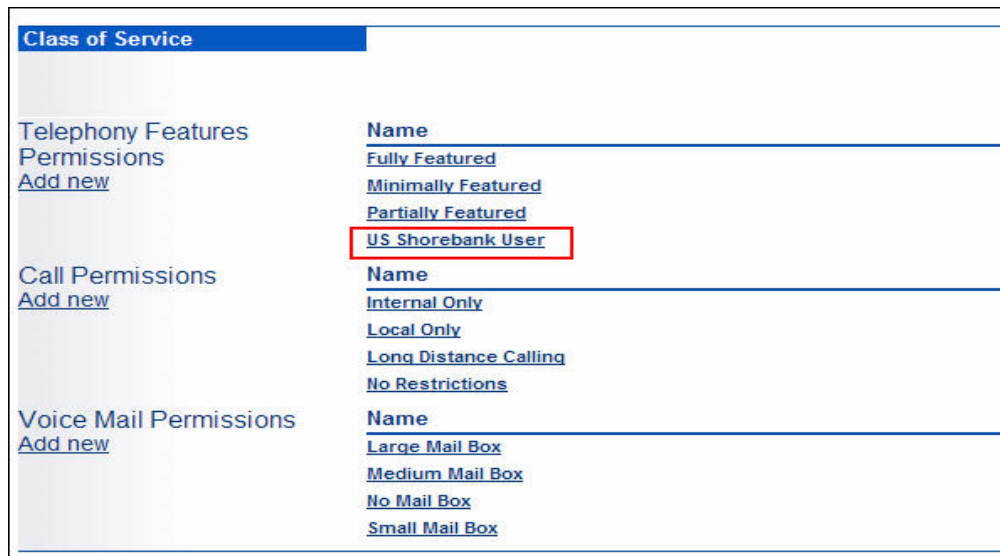 Class of Service
Telephony Features
Permissions
Add new
Name
Fully Featured
Minimally Featured
Partially Featured
US Shorebank User
Call Permissions
Add new
Name
Internal Only
Local Only
Long Distance Calling
No Restrictions
Voice Mail Permissions
Add new
Name
Large Mail Box
Medium Mail Box
No Mail Box
Small Mail Box